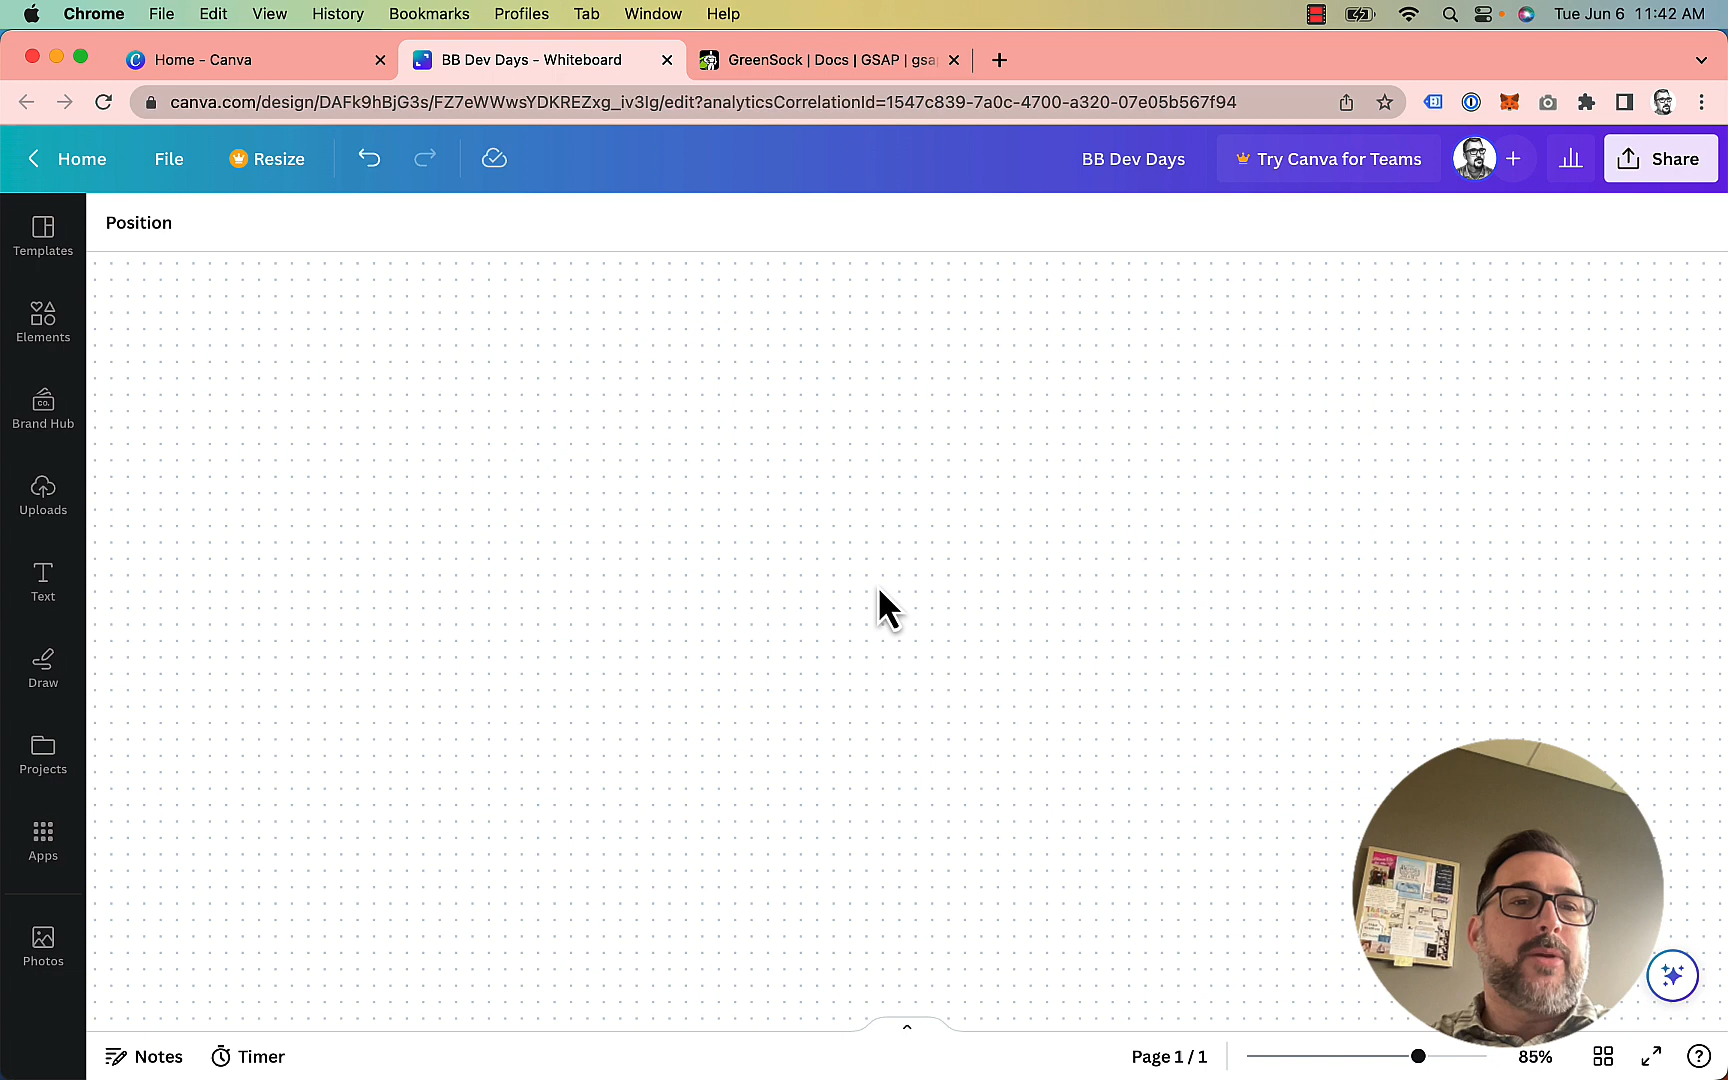 Chrome File Edit View History Bookmarks Profiles Tab Window Help Tue Jun 6 11:42 AM
Home - Canva BB Dev Days - Whiteboard GreenSock | Docs | GSAP | gsa
canva.com/design/DAFk9hBjG3s/FZ7eWWwsYDKREZxg_iv3Ig/edit?analyticsCorrelationId=1547c839-7a0c-4700-a320-07e05b567f94
Home File Resize BB Dev Days Try Canva for Teams Share
Position
Templates
Elements
CO.
Brand Hub
Uploads
Text
Draw
Projects
Apps
Photos
Notes Timer Page 1 / 1 85%